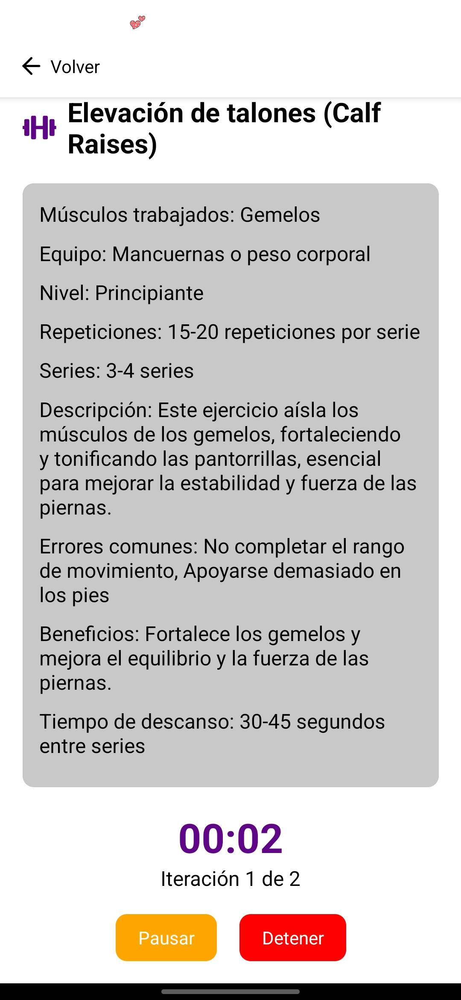 Volver
Elevación de talones (Calf
Raises)
Músculos trabajados: Gemelos
Equipo: Mancuernas o peso corporal
Nivel: Principiante
Repeticiones: 15-20 repeticiones por serie
Series: 3-4 series
Descripción: Este ejercicio aísla los
músculos de los gemelos, fortaleciendo
y tonificando las pantorrillas, esencial
para mejorar la estabilidad y fuerza de las
piernas.
Errores comunes: No completar el rango
de movimiento, Apoyarse demasiado en
los pies
Beneficios: Fortalece los gemelos y
mejora el equilibrio y la fuerza de las
piernas.
Tiempo de descanso: 30-45 segundos
entre series
00:02
Iteración 1 de 2
Pausar
Detener